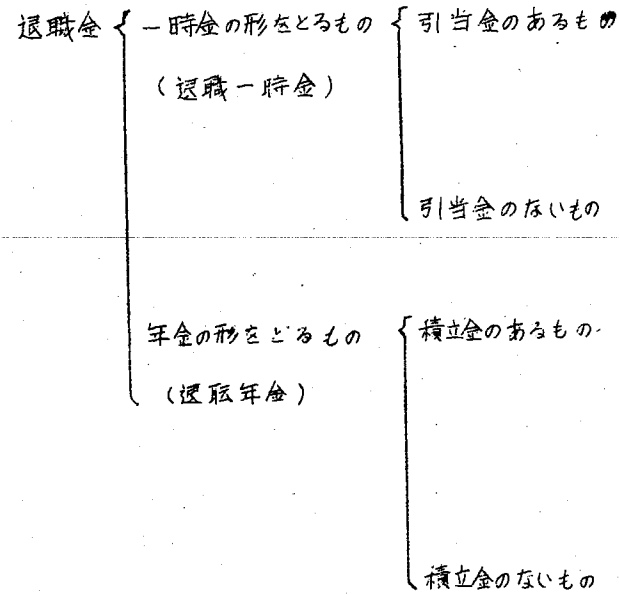 退職金 一時金の形をとるもの 引当金のあるもの
(退職一時金)
引当金のないもの
年金の形をとるもの 積立金のあるもの
(退職年金)
積立金のないもの